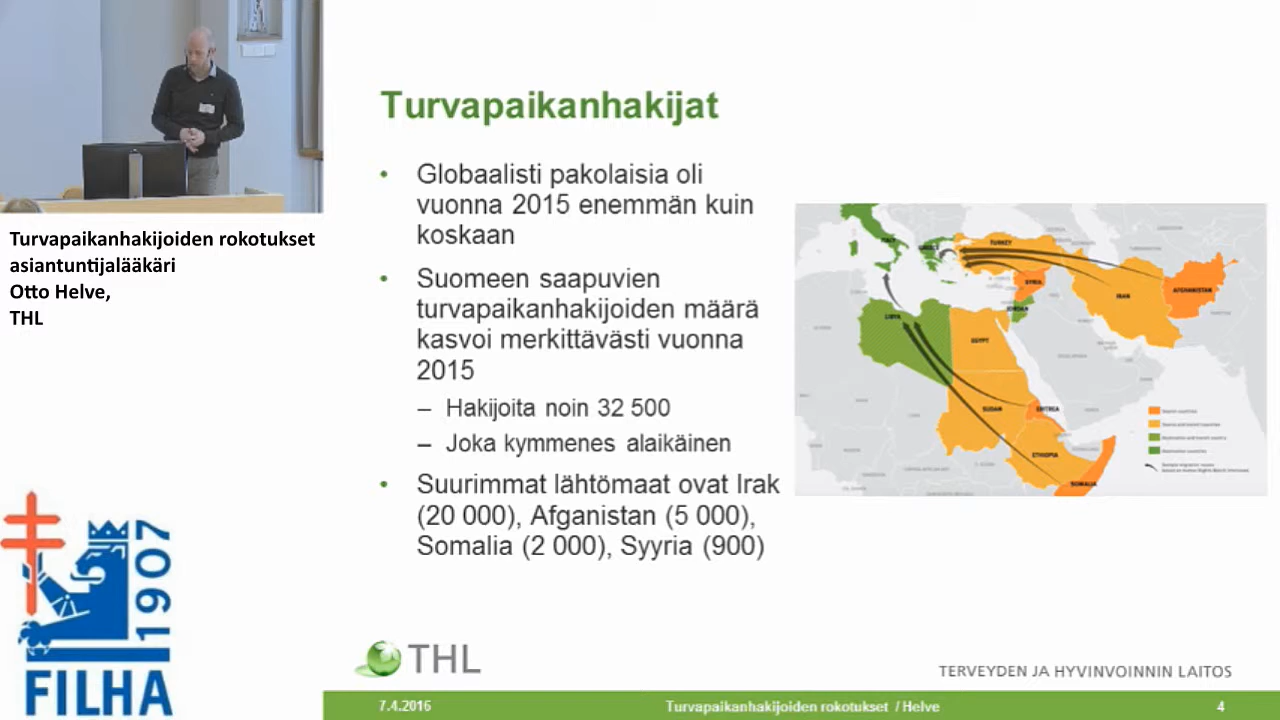 Turvapaikanhakijoiden rokotukset
asiantuntijalääkäri
Otto Helve,
THL
1907
FILHA
Turvapaikanhakijat
• Globaalisti pakolaisia oli
vuonna 2015 enemmän kuin
koskaan
• Suomeen saapuvien
turvapaikanhakijoiden määrä
kasvoi merkittävästi vuonna
2015
– Hakijoita noin 32 500
– Joka kymmenes alaikäinen
• Suurimmat lähtömaat ovat Irak
(20 000), Afganistan (5 000),
Somalia (2 000), Syyria (900)
ITALY
GREECE
TURKEY
SYRIA
JORDAN
IRAN
AFGHANISTAN
LIBYA
EGYPT
SUDAN
ERITREA
ETHIOPIA
SOMALIA
THL
TERVEYDEN JA HYVINVOINNIN LAITOS
7.4.2016
Turvapaikanhakijoiden rokotukset / Helve
4